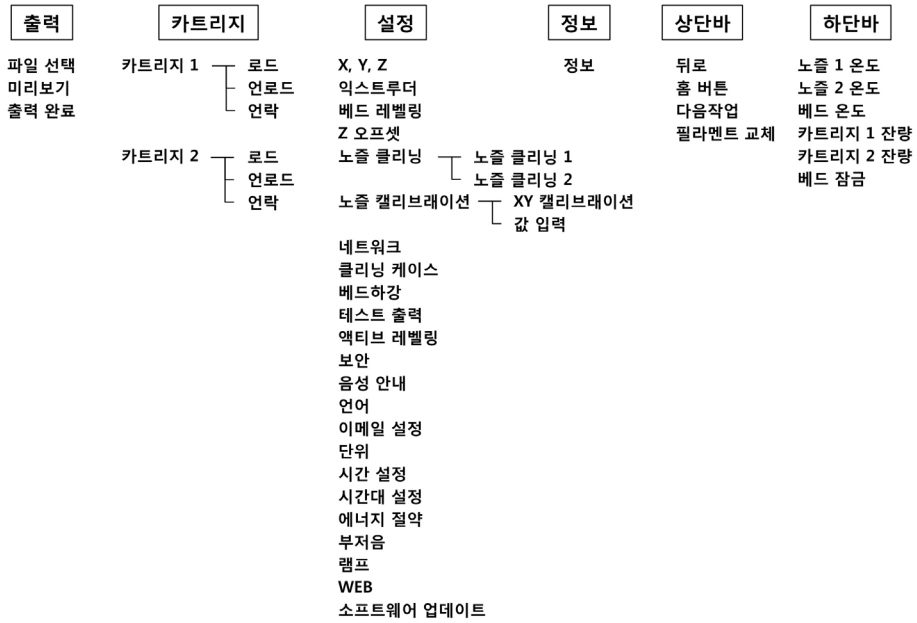 출력 카트리지 설정 정보 상단바 하단바
파일 선택 카트리지 1 로드 X, Y, Z 정보 뒤로 노즐 1 온도
미리보기 언로드 익스트루더 홈 버튼 노즐 2 온도
출력 완료 언락 베드 레벨링 다음작업 베드 온도
Z 오프셋 필라멘트 교체 카트리지 1 잔량
카트리지 2 로드 노즐 클리닝 노즐 클리닝 1 카트리지 2 잔량
언로드 노즐 클리닝 2 베드 잠금
언락 노즐 캘리브래이션 XY 캘리브래이션
값 입력
네트워크
클리닝 케이스
베드하강
테스트 출력
액티브 레벨링
보안
음성 안내
언어
이메일 설정
단위
시간 설정
시간대 설정
에너지 절약
부저음
램프
WEB
소프트웨어 업데이트